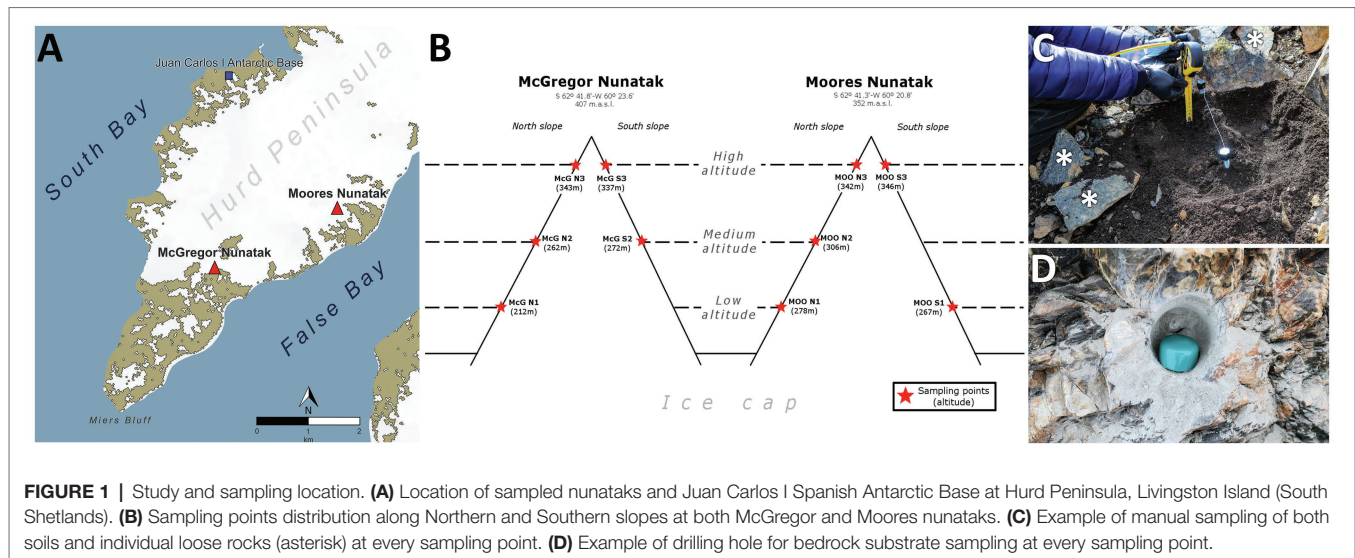 A
Juan Carlos I Antarctic Base
South Bay
Hurd Peninsula
Moores Nunatak
McGregor Nunatak
False Bay
Miers Bluff
N
0 1 2
km
B
McGregor Nunatak
S 62º 41.8'-W 60º 23.6'
407 m.a.s.l.
North slope South slope
Moores Nunatak
S 62º 41.3'-W 60º 20.8'
352 m.a.s.l.
North slope South slope
High altitude
McG N3 (343m)
McG S3 (337m)
MOO N3 (342m)
MOO S3 (346m)
Medium altitude
McG N2 (262m)
McG S2 (272m)
MOO N2 (306m)
Low altitude
McG N1 (212m)
MOO N1 (278m)
MOO S1 (267m)
Ice cap
Sampling points (altitude)
C
* * *
D
FIGURE 1 | Study and sampling location. (A) Location of sampled nunataks and Juan Carlos I Spanish Antarctic Base at Hurd Peninsula, Livingston Island (South
Shetlands). (B) Sampling points distribution along Northern and Southern slopes at both McGregor and Moores nunataks. (C) Example of manual sampling of both
soils and individual loose rocks (asterisk) at every sampling point. (D) Example of drilling hole for bedrock substrate sampling at every sampling point.